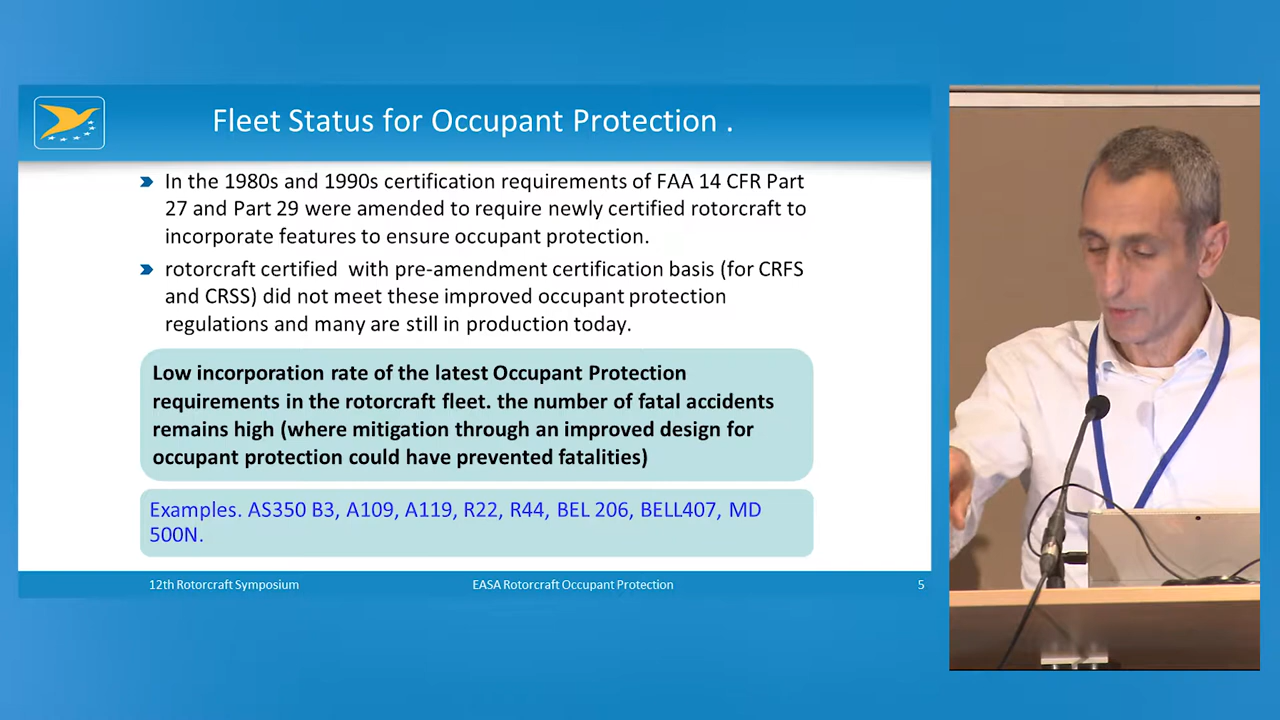 Fleet Status for Occupant Protection .
In the 1980s and 1990s certification requirements of FAA 14 CFR Part
27 and Part 29 were amended to require newly certified rotorcraft to
incorporate features to ensure occupant protection.
rotorcraft certified with pre-amendment certification basis (for CRFS
and CRSS) did not meet these improved occupant protection
regulations and many are still in production today.
Low incorporation rate of the latest Occupant Protection
requirements in the rotorcraft fleet. the number of fatal accidents
remains high (where mitigation through an improved design for
occupant protection could have prevented fatalities)
Examples. AS350 B3, A109, A119, R22, R44, BEL 206, BELL407, MD
500N.
12th Rotorcraft Symposium
EASA Rotorcraft Occupant Protection
5